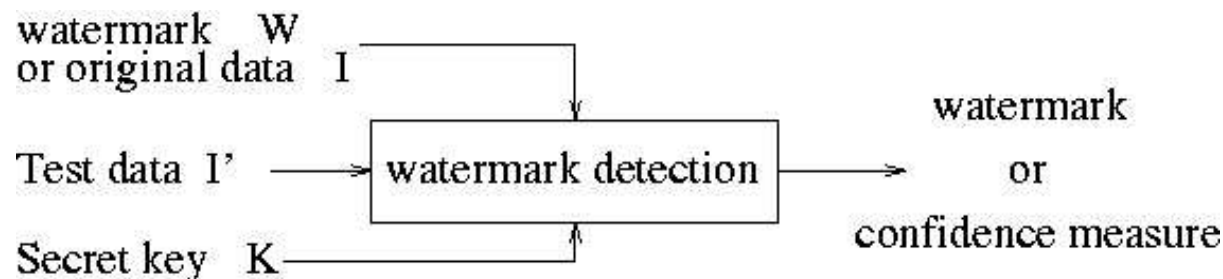 watermark W
or original data I
Test data I’
Secret key K
watermark detection
watermark
or
confidence measure